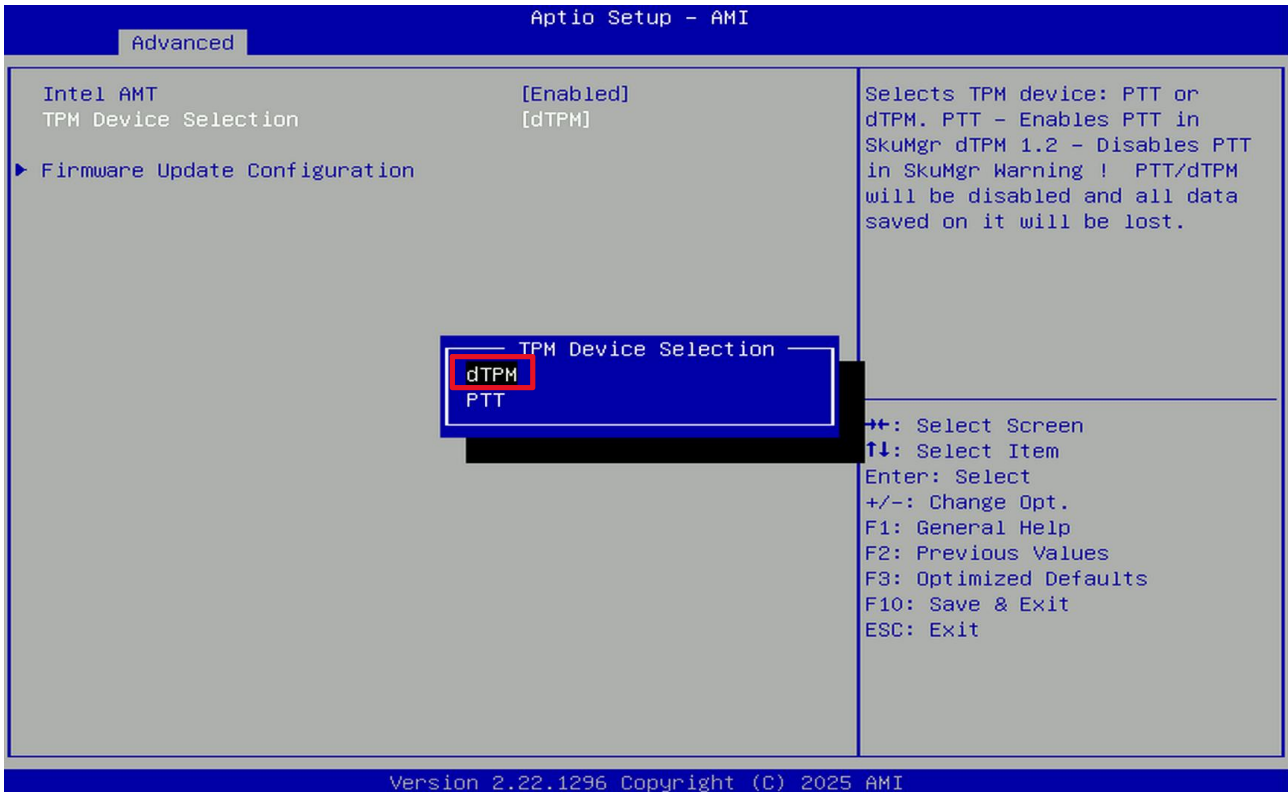 Aptio Setup – AMI
Advanced
Intel AMT [Enabled]
TPM Device Selection [dTPM]
▶ Firmware Update Configuration
Selects TPM device: PTT or
dTPM. PTT – Enables PTT in
SkuMgr dTPM 1.2 – Disables PTT
in SkuMgr Warning ! PTT/dTPM
will be disabled and all data
saved on it will be lost.
TPM Device Selection
dTPM
PTT
→←: Select Screen
↑↓: Select Item
Enter: Select
+/-: Change Opt.
F1: General Help
F2: Previous Values
F3: Optimized Defaults
F10: Save & Exit
ESC: Exit
Version 2.22.1296 Copyright (C) 2025 AMI